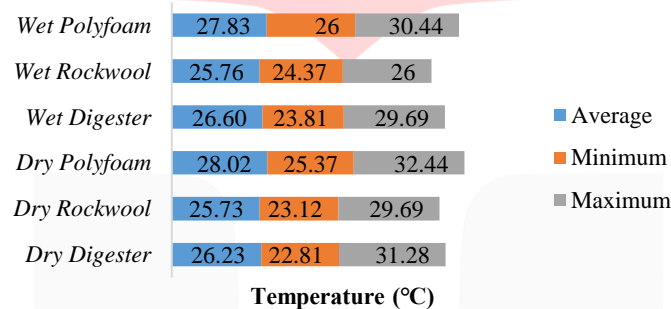 Wet Polyfoam 27.83 26 30.44
Wet Rockwool 25.76 24.37 26
Wet Digester 26.60 23.81 29.69
Dry Polyfoam 28.02 25.37 32.44
Dry Rockwool 25.73 23.12 29.69
Dry Digester 26.23 22.81 31.28
Temperature (°C)
Average
Minimum
Maximum